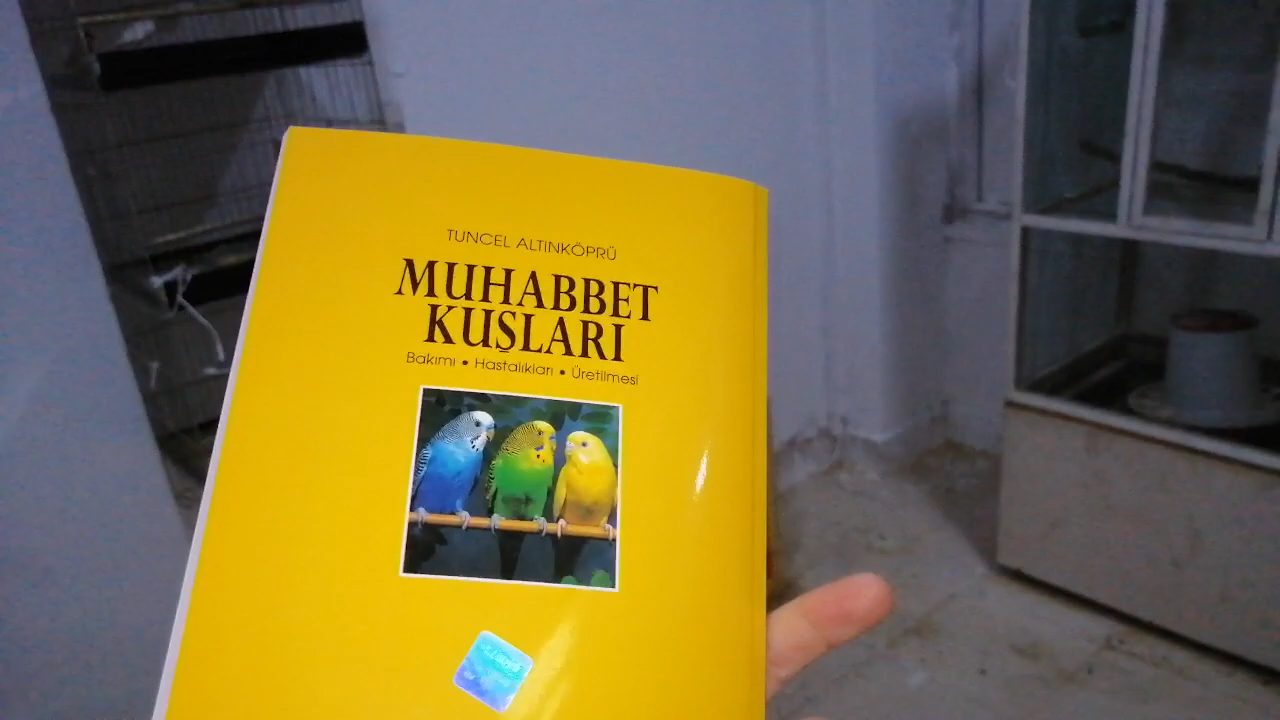 TUNCEL ALTINKÖPRÜ
MUHABBET
KUŞLARI
Bakımı • Hastalıkları • Üretilmesi